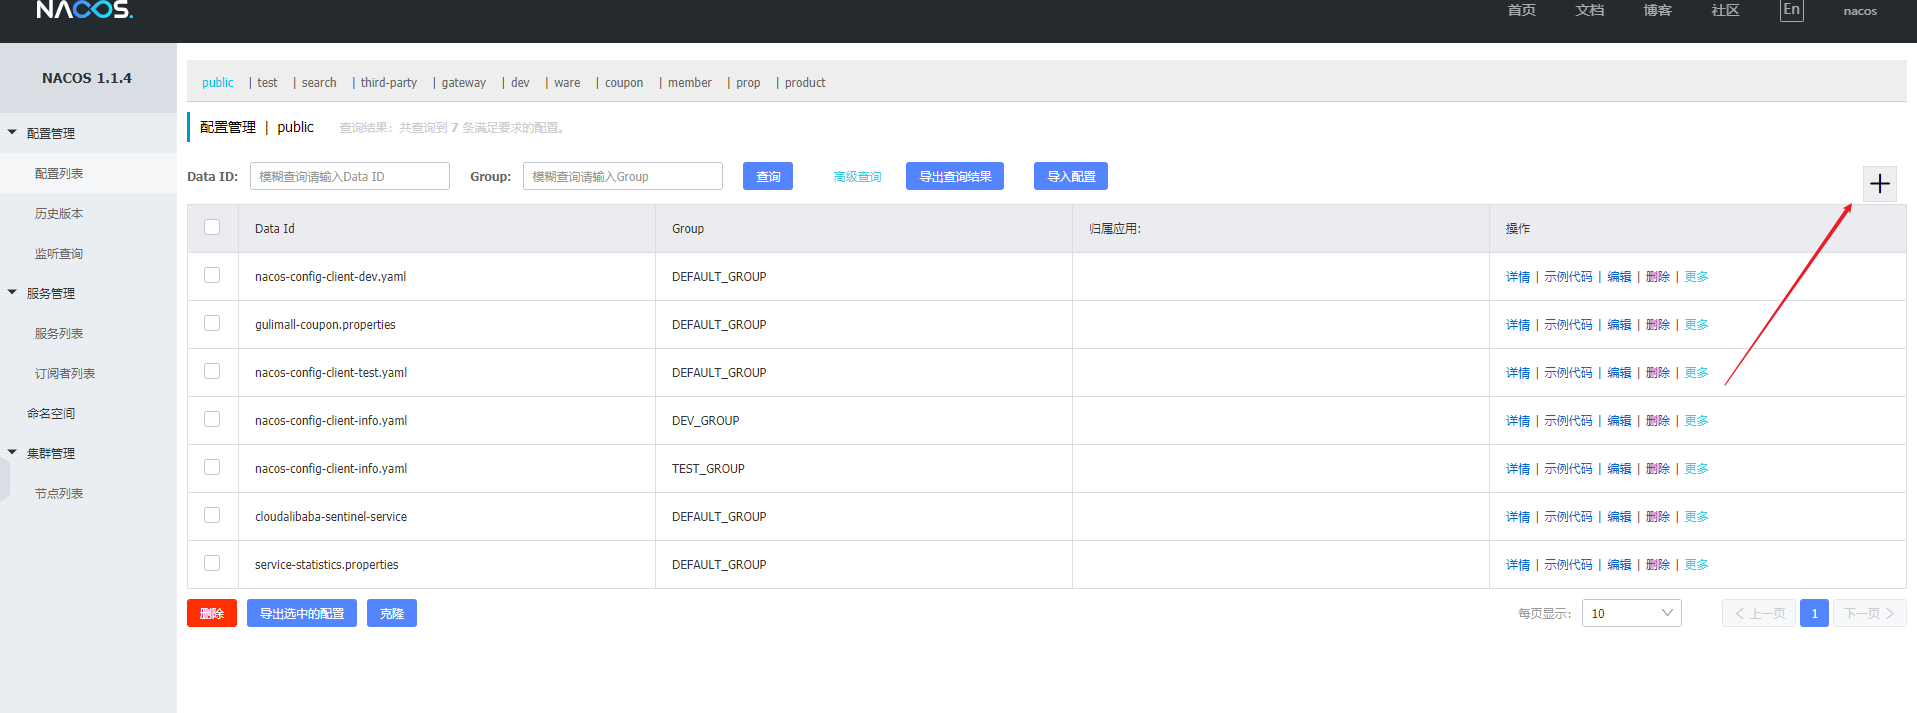 NACOS.
首页 文档 博客 社区 En nacos
NACOS 1.1.4
配置管理
配置列表
历史版本
监听查询
服务管理
服务列表
订阅者列表
命名空间
集群管理
节点列表
public | test | search | third-party | gateway | dev | ware | coupon | member | prop | product
配置管理 | public 查询结果：共查询到 7 条满足要求的配置。
Data ID: 模糊查询请输入Data ID Group: 模糊查询请输入Group 查询 高级查询 导出查询结果 导入配置
Data Id Group 归属应用: 操作
nacos-config-client-dev.yaml DEFAULT_GROUP 详情 | 示例代码 | 编辑 | 删除 | 更多
gulimall-coupon.properties DEFAULT_GROUP 详情 | 示例代码 | 编辑 | 删除 | 更多
nacos-config-client-test.yaml DEFAULT_GROUP 详情 | 示例代码 | 编辑 | 删除 | 更多
nacos-config-client-info.yaml DEV_GROUP 详情 | 示例代码 | 编辑 | 删除 | 更多
nacos-config-client-info.yaml TEST_GROUP 详情 | 示例代码 | 编辑 | 删除 | 更多
cloudalibaba-sentinel-service DEFAULT_GROUP 详情 | 示例代码 | 编辑 | 删除 | 更多
service-statistics.properties DEFAULT_GROUP 详情 | 示例代码 | 编辑 | 删除 | 更多
删除 导出选中的配置 克隆 每页显示: 10 上一页 1 下一页